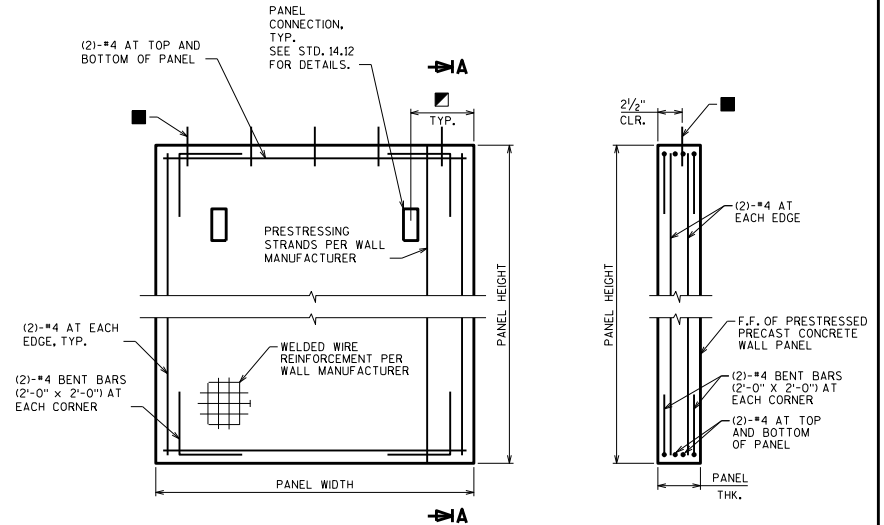 PANEL
CONNECTION,
TYP.
SEE STD. 14.12
FOR DETAILS.
(2)-#4 AT TOP AND
BOTTOM OF PANEL
A
TYP.
2 1/2"
CLR.
(2)-#4 AT
EACH EDGE
PRESTRESSING
STRANDS PER WALL
MANUFACTURER
PANEL HEIGHT
PANEL HEIGHT
(2)-#4 AT EACH
EDGE, TYP.
WELDED WIRE
REINFORCEMENT PER
WALL MANUFACTURER
F.F. OF PRESTRESSED
PRECAST CONCRETE
WALL PANEL
(2)-#4 BENT BARS
(2'-0" x 2'-0") AT
EACH CORNER
(2)-#4 BENT BARS
(2'-0" X 2'-0") AT
EACH CORNER
(2)-#4 AT TOP
AND BOTTOM
OF PANEL
PANEL WIDTH
PANEL
THK.
A